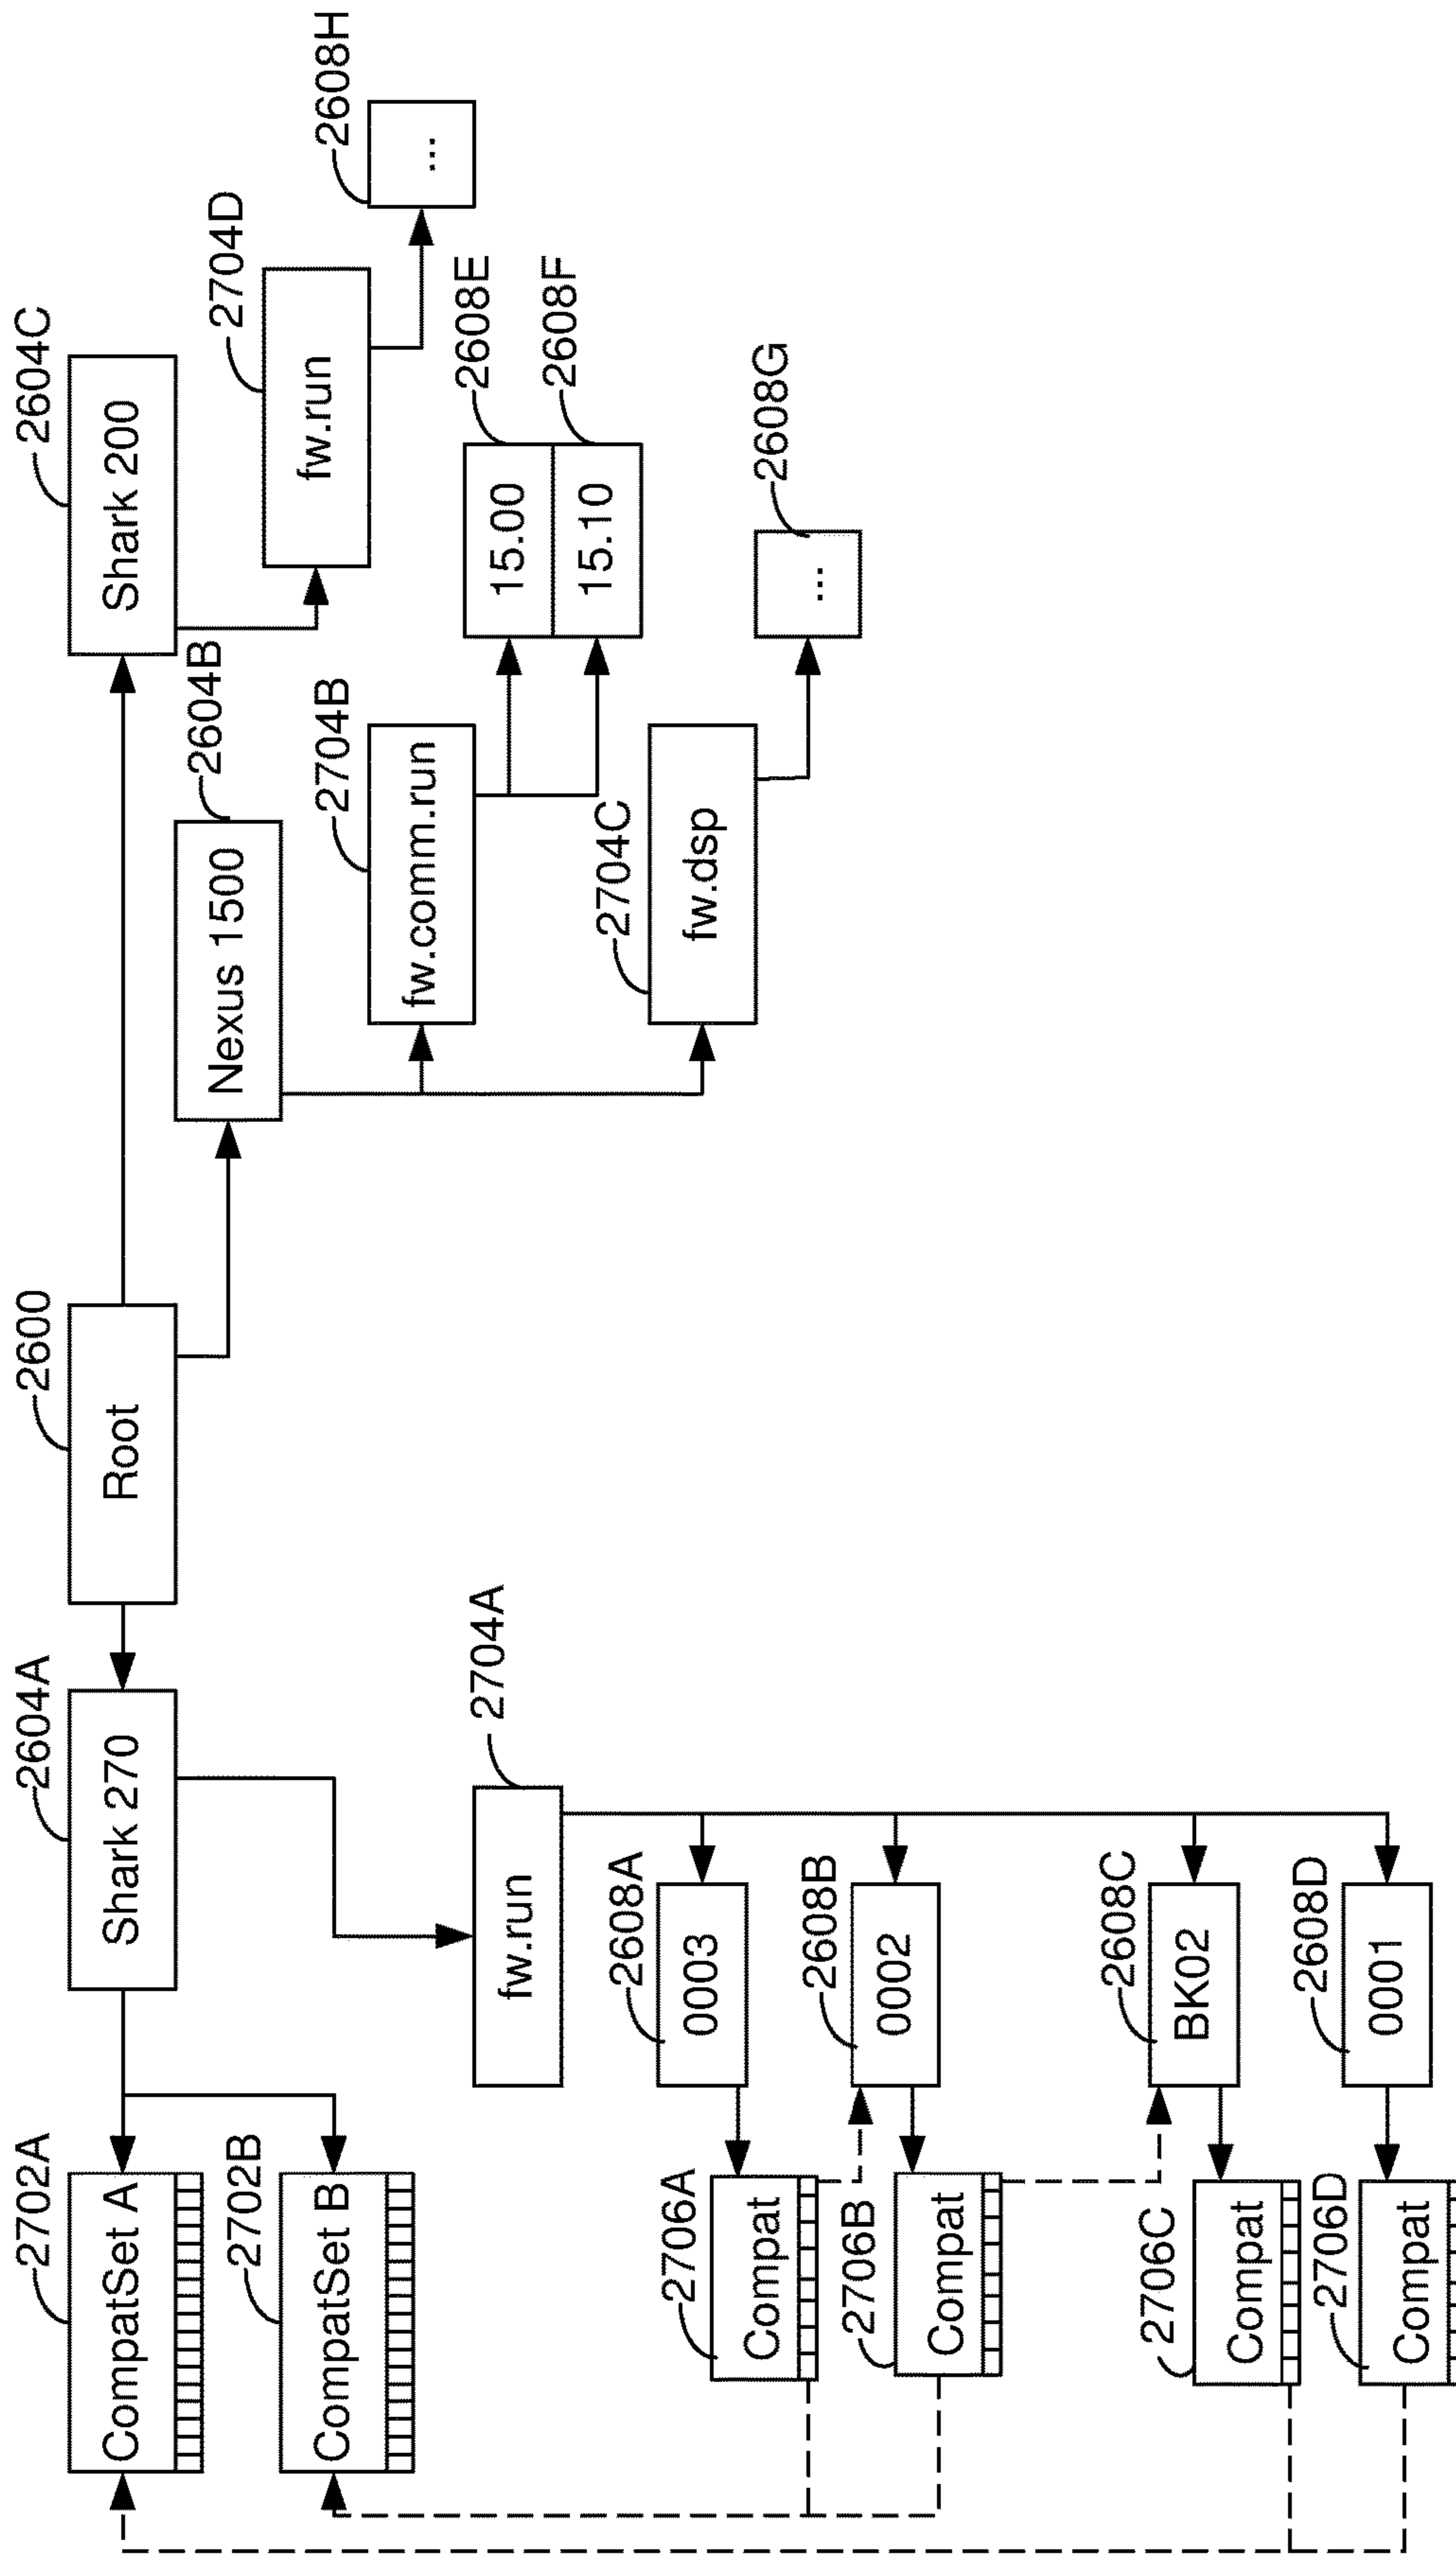 2702A
CompatSet A
2604A
Shark 270
2600
Root
2604C
Shark 200
2702B
CompatSet B
2604B
Nexus 1500
2704D
fw.run
2608H
...
2704A
fw.run
2704B
fw.comm.run
2608E
15.00
2608F
15.10
2704C
fw.dsp
2608G
...
2608A
0003
2706A
Compat
2608B
0002
2706B
Compat
2608C
BK02
2706C
Compat
2608D
0001
2706D
Compat